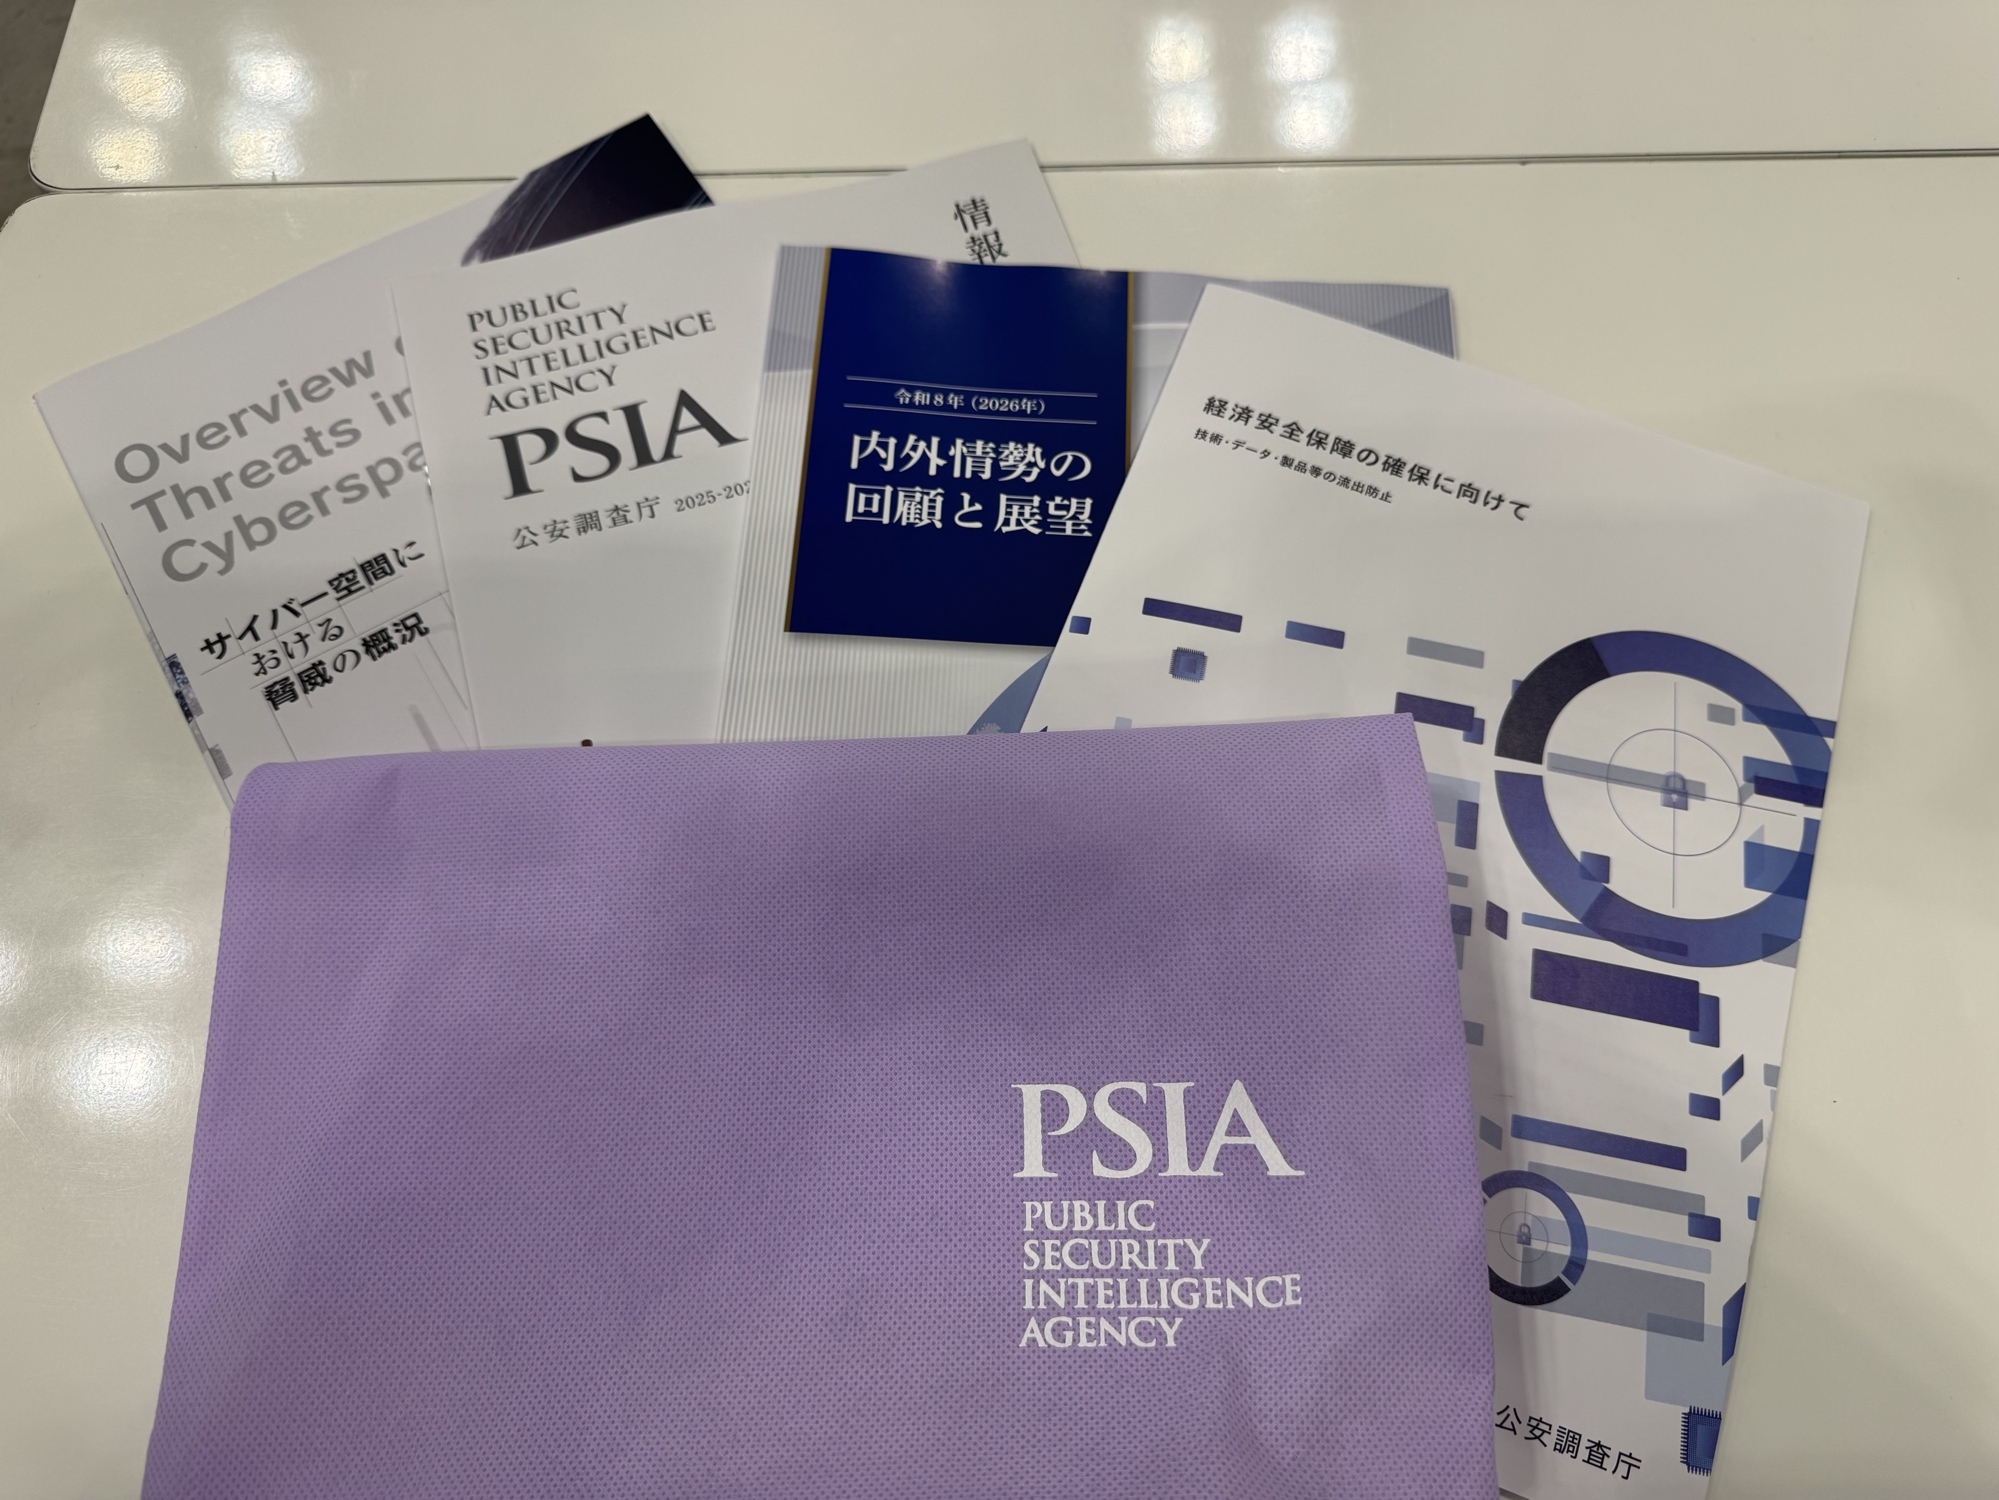 Overview
Threats in
Cyberspa
サイバー空間に
おける
脅威の概況
情報
PUBLIC
SECURITY
INTELLIGENCE
AGENCY
PSIA
公安調査庁 2025-202
令和8年（2026年）
内外情勢の
回顧と展望
経済安全保障の確保に向けて
技術・データ・製品等の流出防止
公安調査庁
PSIA
PUBLIC
SECURITY
INTELLIGENCE
AGENCY